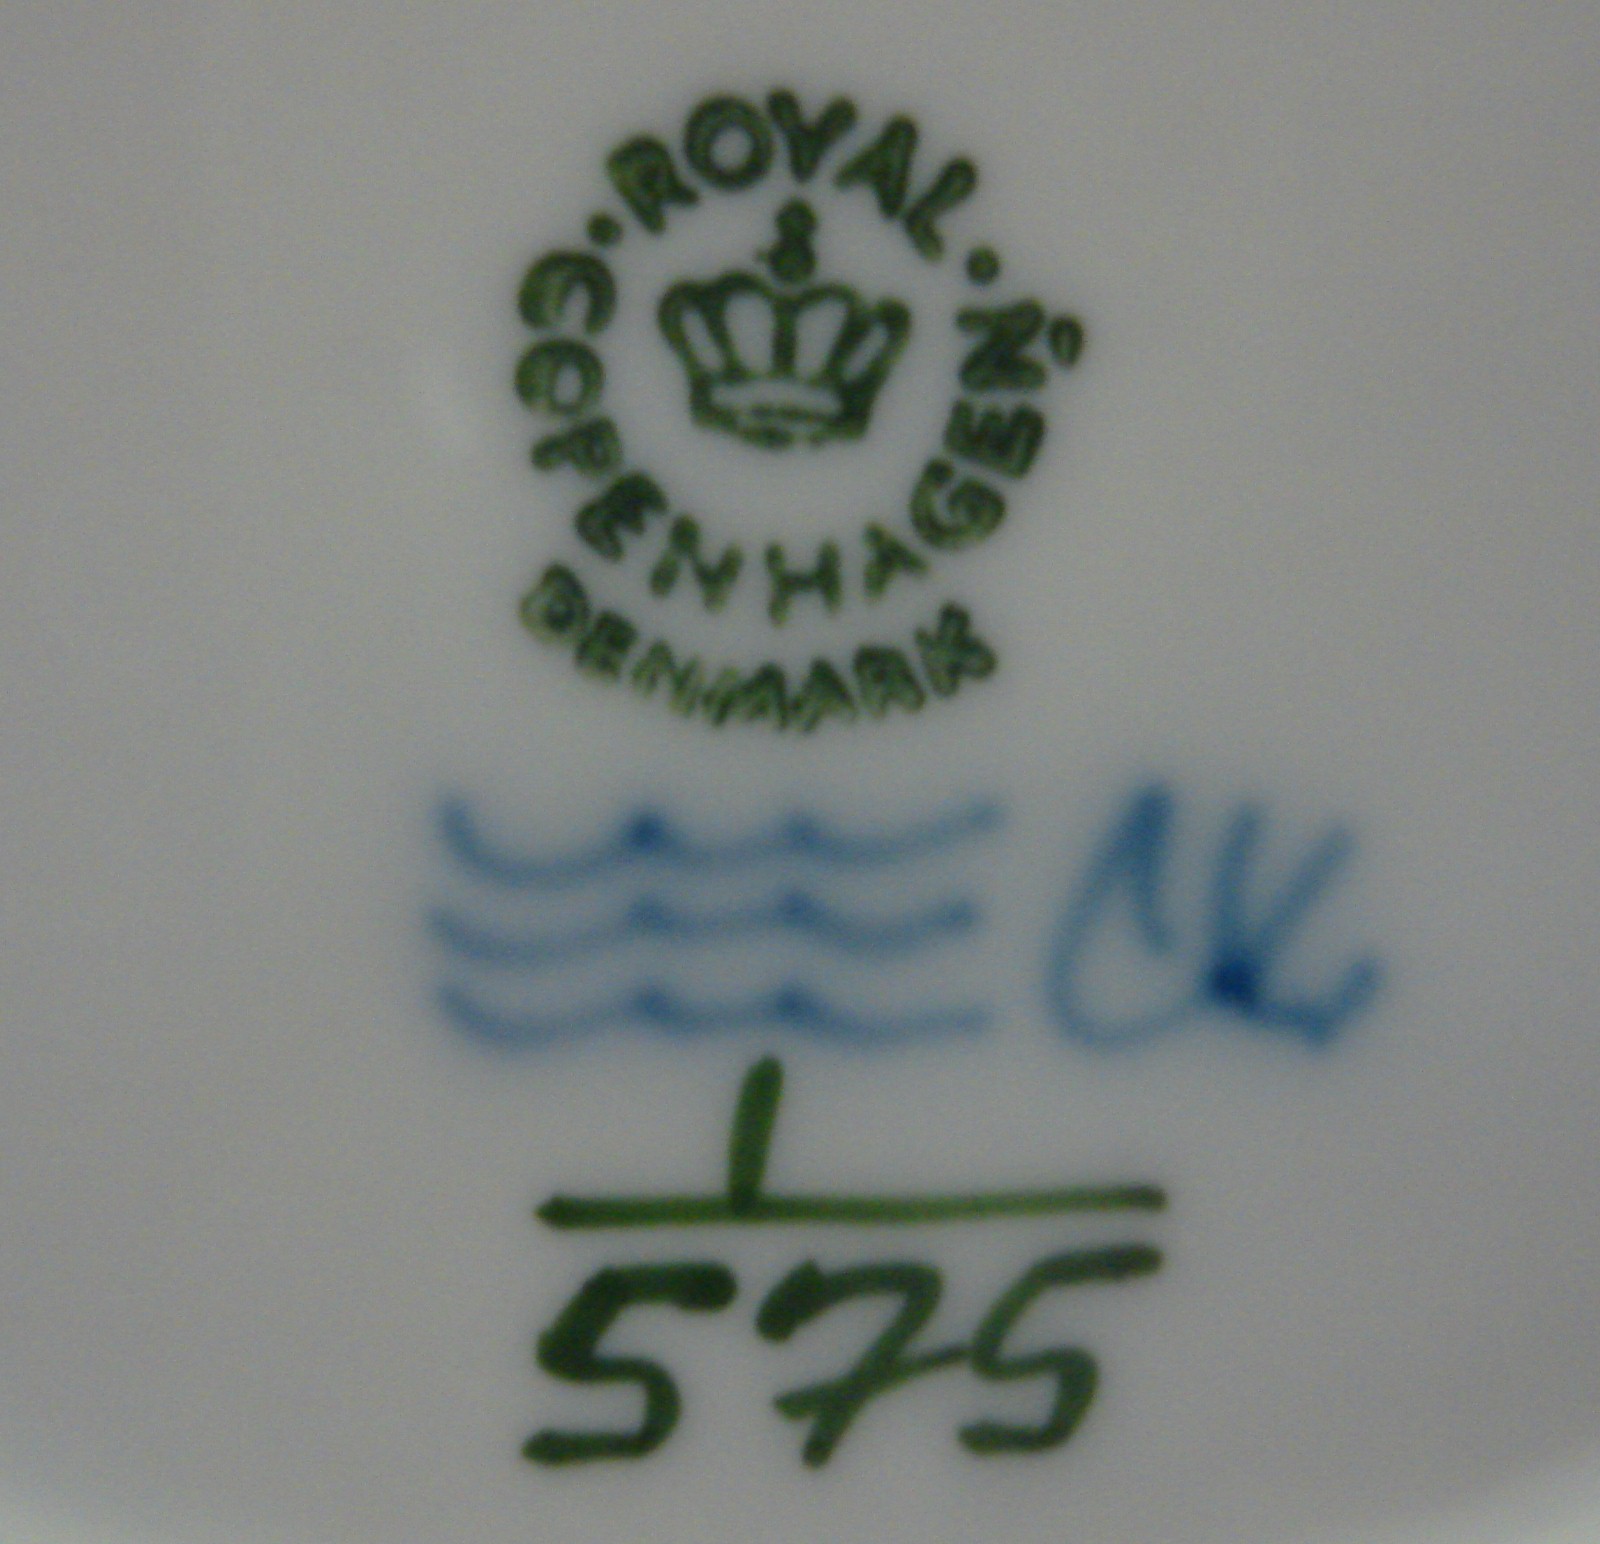 ROYAL
COPENHAGEN
DENMARK
1
575